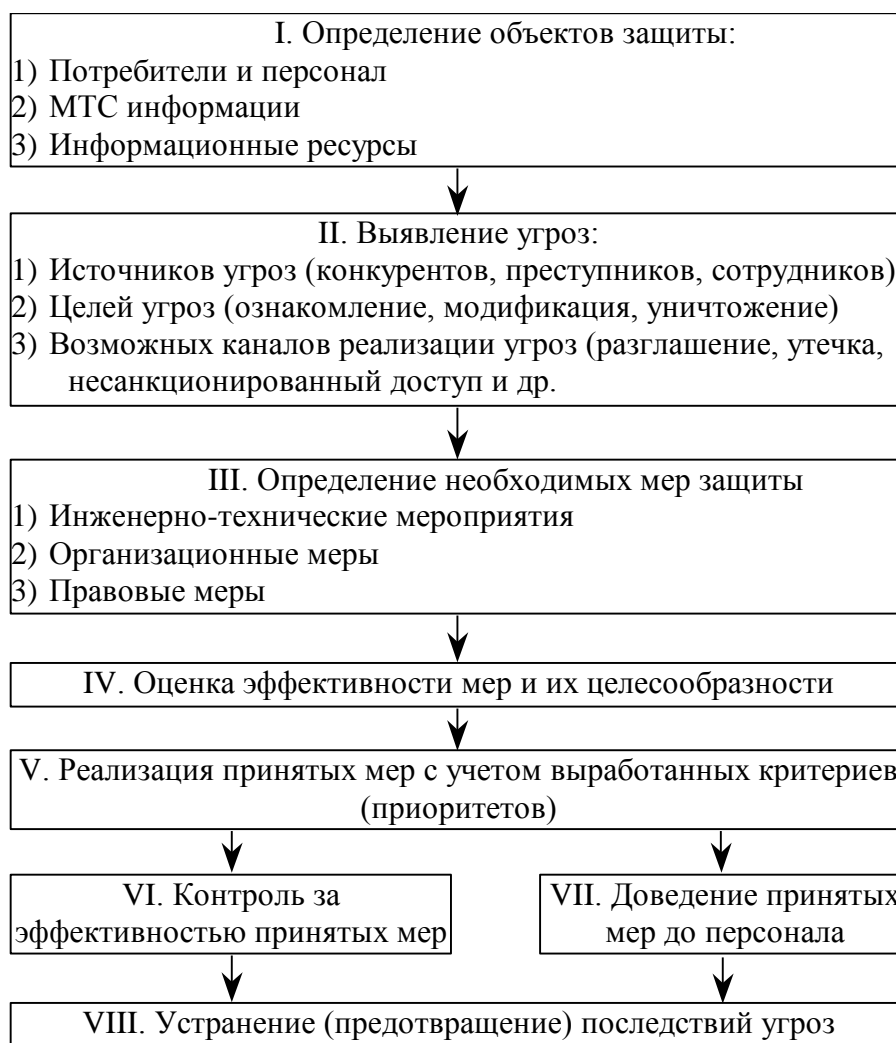 I. Определение объектов защиты:
1) Потребители и персонал
2) МТС информации
3) Информационные ресурсы
II. Выявление угроз:
1) Источников угроз (конкурентов, преступников, сотрудников)
2) Целей угроз (ознакомление, модификация, уничтожение)
3) Возможных каналов реализации угроз (разглашение, утечка,
несанкционированный доступ и др.
III. Определение необходимых мер защиты
1) Инженерно-технические мероприятия
2) Организационные меры
3) Правовые меры
IV. Оценка эффективности мер и их целесообразности
V. Реализация принятых мер с учетом выработанных критериев
(приоритетов)
VI. Контроль за
эффективностью принятых мер
VII. Доведение принятых
мер до персонала
VIII. Устранение (предотвращение) последствий угроз